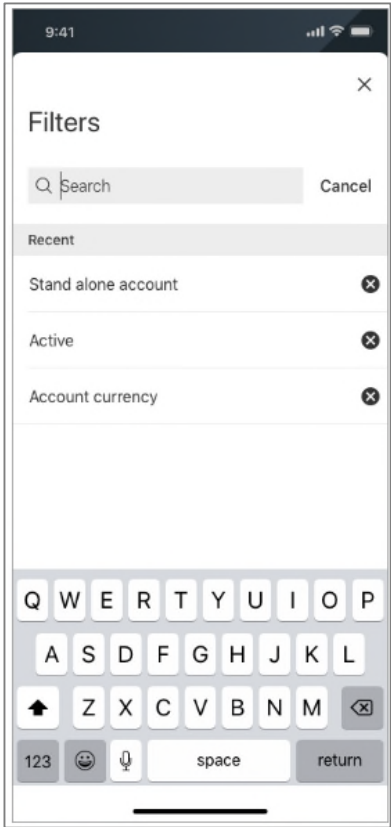 9:41
Filters
Search Cancel
Recent
Stand alone account
Active
Account currency
Q W E R T Y U I O P
A S D F G H J K L
Z X C V B N M
123 space return